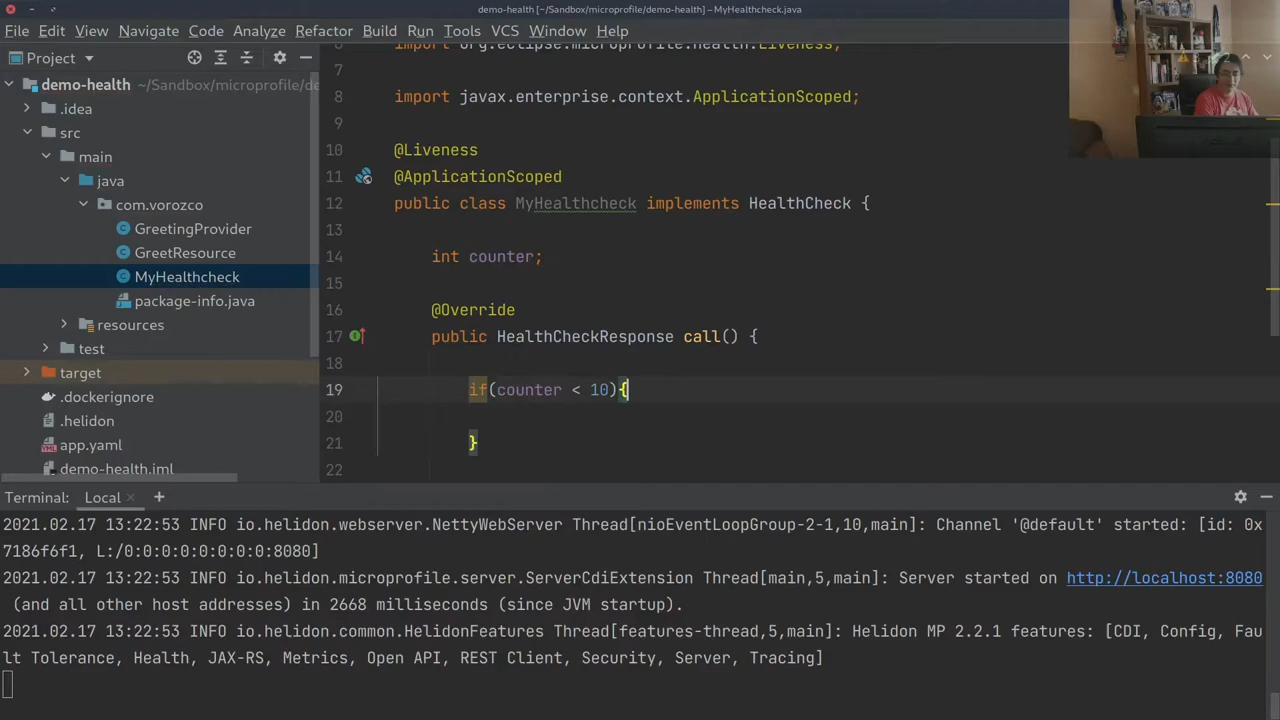 demo-health [~/Sandbox/microprofile/demo-health] – MyHealthcheck.java
File Edit View Navigate Code Analyze Refactor Build Run Tools VCS Window Help
Project
demo-health ~/Sandbox/microprofile/de
.idea
src
main
java
com.vorozco
GreetingProvider
GreetResource
MyHealthcheck
package-info.java
resources
test
target
.dockerignore
.helidon
app.yaml
demo-health.iml
6 import org.eclipse.microprofile.health.Liveness;
7
8 import javax.enterprise.context.ApplicationScoped;
9
10 @Liveness
11 @ApplicationScoped
12 public class MyHealthcheck implements HealthCheck {
13
14 int counter;
15
16 @Override
17 public HealthCheckResponse call() {
18
19 if(counter < 10){
20
21 }
22
Terminal: Local +
2021.02.17 13:22:53 INFO io.helidon.webserver.NettyWebServer Thread[nioEventLoopGroup-2-1,10,main]: Channel '@default' started: [id: 0x
7186f6f1, L:/0:0:0:0:0:0:0:0:8080]
2021.02.17 13:22:53 INFO io.helidon.microprofile.server.ServerCdiExtension Thread[main,5,main]: Server started on http://localhost:8080
(and all other host addresses) in 2668 milliseconds (since JVM startup).
2021.02.17 13:22:53 INFO io.helidon.common.HelidonFeatures Thread[features-thread,5,main]: Helidon MP 2.2.1 features: [CDI, Config, Fau
lt Tolerance, Health, JAX-RS, Metrics, Open API, REST Client, Security, Server, Tracing]